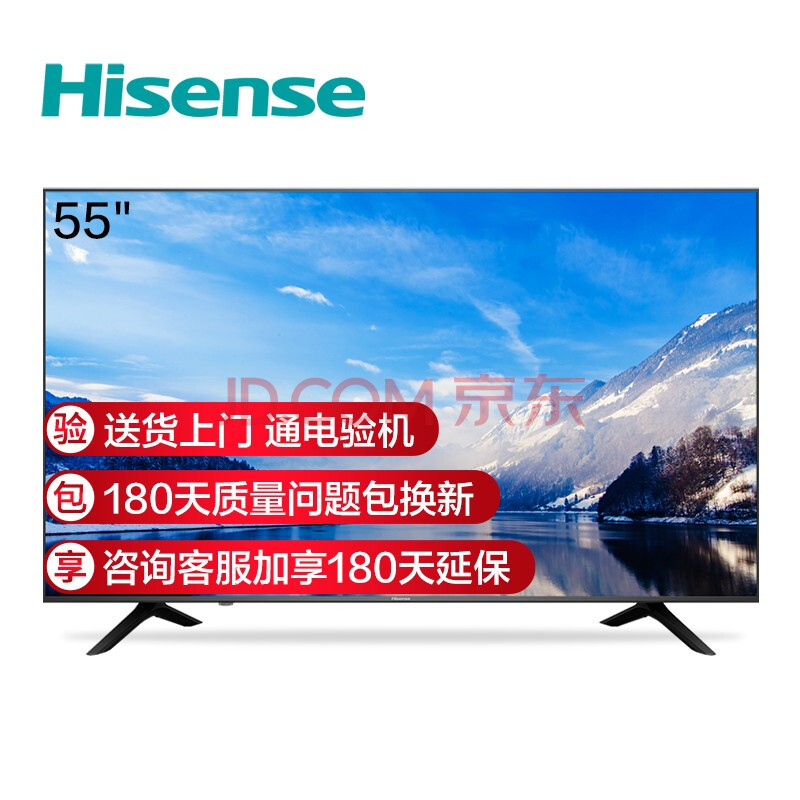 Hisense
55"
JD.COM 京东
验 送货上门 通电验机
包 180天质量问题包换新
享 咨询客服加享180天延保
Hisense